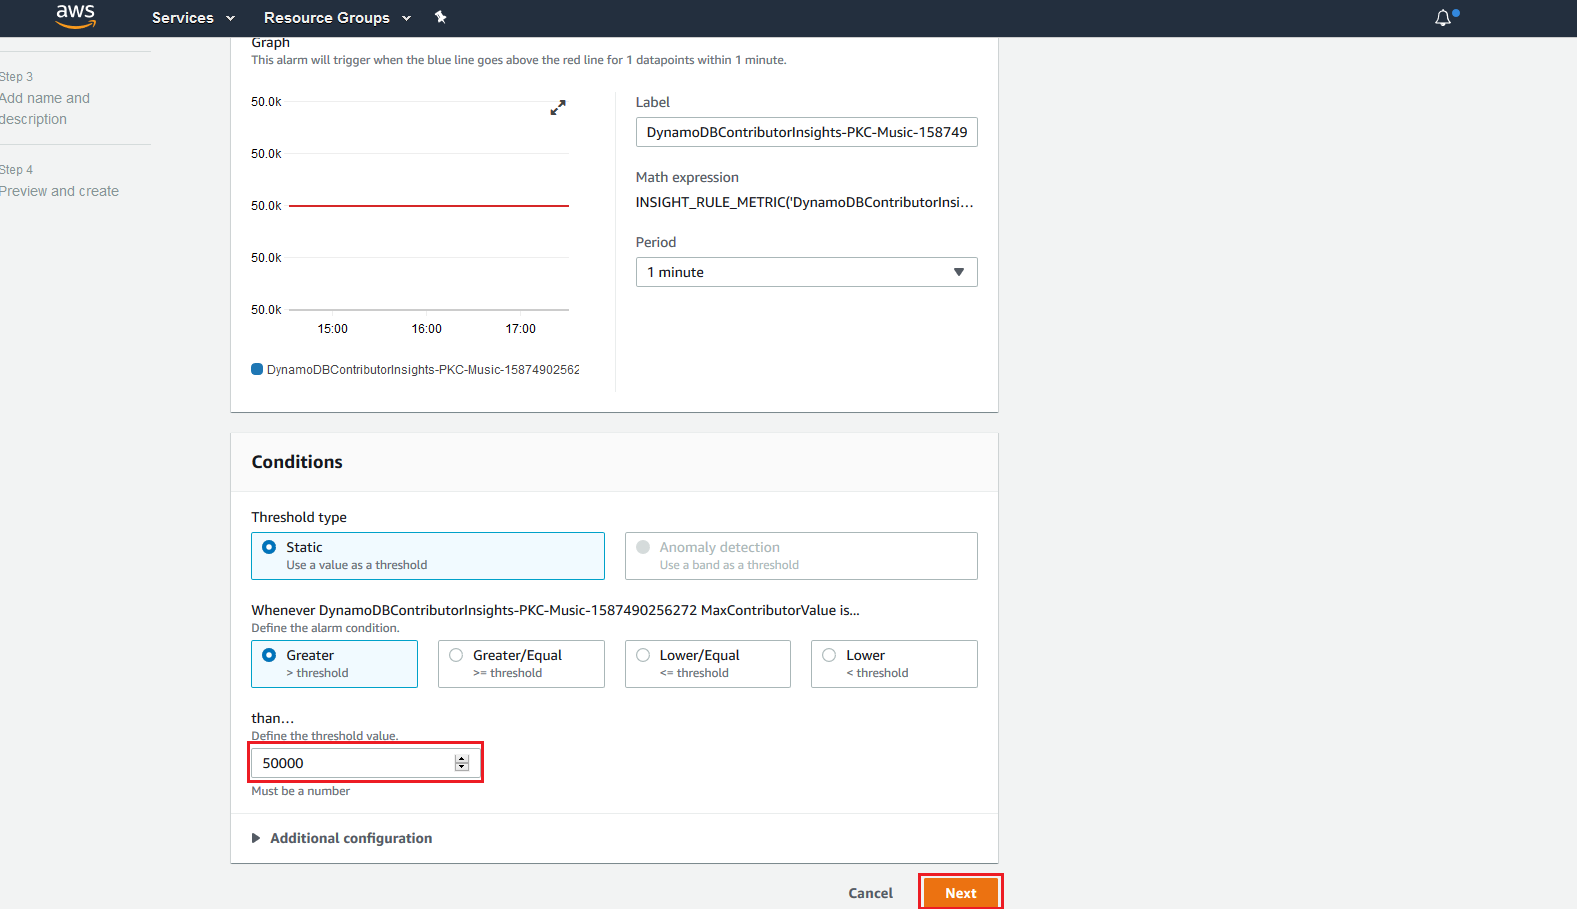 aws Services Resource Groups
Step 3
Add name and
description
Step 4
Preview and create
Graph
This alarm will trigger when the blue line goes above the red line for 1 datapoints within 1 minute.
50.0k
50.0k
50.0k
50.0k
50.0k
15:00 16:00 17:00
DynamoDBContributorInsights-PKC-Music-15874902562
Label
DynamoDBContributorInsights-PKC-Music-158749
Math expression
INSIGHT_RULE_METRIC('DynamoDBContributorInsi...
Period
1 minute
Conditions
Threshold type
Static
Use a value as a threshold
Anomaly detection
Use a band as a threshold
Whenever DynamoDBContributorInsights-PKC-Music-1587490256272 MaxContributorValue is...
Define the alarm condition.
Greater
> threshold
Greater/Equal
>= threshold
Lower/Equal
<= threshold
Lower
< threshold
than...
Define the threshold value.
50000
Must be a number
Additional configuration
Cancel Next